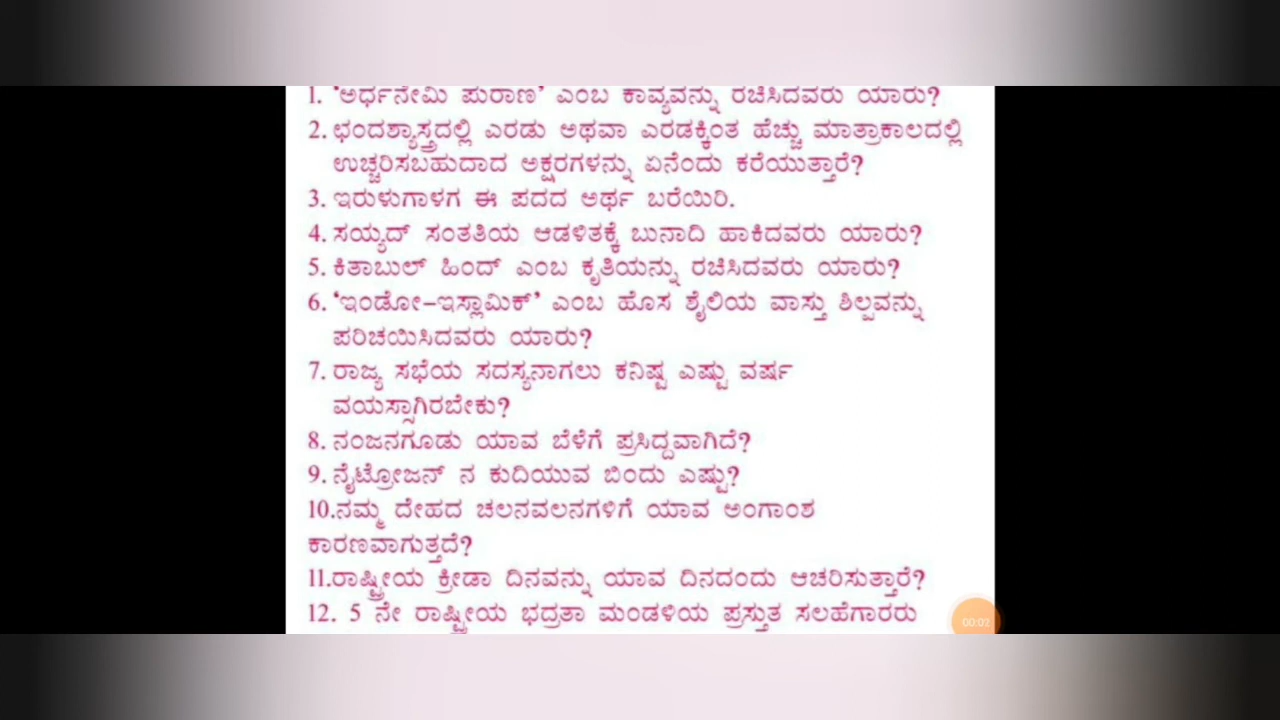 1. 'ಅರ್ಧನೇಮಿ ಪುರಾಣ' ಎಂಬ ಕಾವ್ಯವನ್ನು ರಚಿಸಿದವರು ಯಾರು?
2. ಛಂದಶ್ಯಾಸ್ತ್ರದಲ್ಲಿ ಎರಡು ಅಥವಾ ಎರಡಕ್ಕಿಂತ ಹೆಚ್ಚು ಮಾತ್ರಾಕಾಲದಲ್ಲಿ
ಉಚ್ಚರಿಸಬಹುದಾದ ಅಕ್ಷರಗಳನ್ನು ಏನೆಂದು ಕರೆಯುತ್ತಾರೆ?
3. ಇರುಳುಗಾಳಗ ಈ ಪದದ ಅರ್ಥ ಬರೆಯಿರಿ.
4. ಸಯ್ಯದ್ ಸಂತತಿಯ ಆಡಳಿತಕ್ಕೆ ಬುನಾದಿ ಹಾಕಿದವರು ಯಾರು?
5. ಕಿತಾಬುಲ್ ಹಿಂದ್ ಎಂಬ ಕೃತಿಯನ್ನು ರಚಿಸಿದವರು ಯಾರು?
6. 'ಇಂಡೋ-ಇಸ್ಲಾಮಿಕ್' ಎಂಬ ಹೊಸ ಶೈಲಿಯ ವಾಸ್ತು ಶಿಲ್ಪವನ್ನು
ಪರಿಚಯಿಸಿದವರು ಯಾರು?
7. ರಾಜ್ಯ ಸಭೆಯ ಸದಸ್ಯನಾಗಲು ಕನಿಷ್ಟ ಎಷ್ಟು ವರ್ಷ
ವಯಸ್ಸಾಗಿರಬೇಕು?
8. ನಂಜನಗೂಡು ಯಾವ ಬೆಳೆಗೆ ಪ್ರಸಿದ್ದವಾಗಿದೆ?
9. ನೈಟ್ರೋಜನ್ ನ ಕುದಿಯುವ ಬಿಂದು ಎಷ್ಟು?
10.ನಮ್ಮ ದೇಹದ ಚಲನವಲನಗಳಿಗೆ ಯಾವ ಅಂಗಾಂಶ
ಕಾರಣವಾಗುತ್ತದೆ?
11.ರಾಷ್ಟ್ರೀಯ ಕ್ರೀಡಾ ದಿನವನ್ನು ಯಾವ ದಿನದಂದು ಆಚರಿಸುತ್ತಾರೆ?
12. 5 ನೇ ರಾಷ್ಟ್ರೀಯ ಭದ್ರತಾ ಮಂಡಳಿಯ ಪ್ರಸ್ತುತ ಸಲಹೆಗಾರರು
00:02